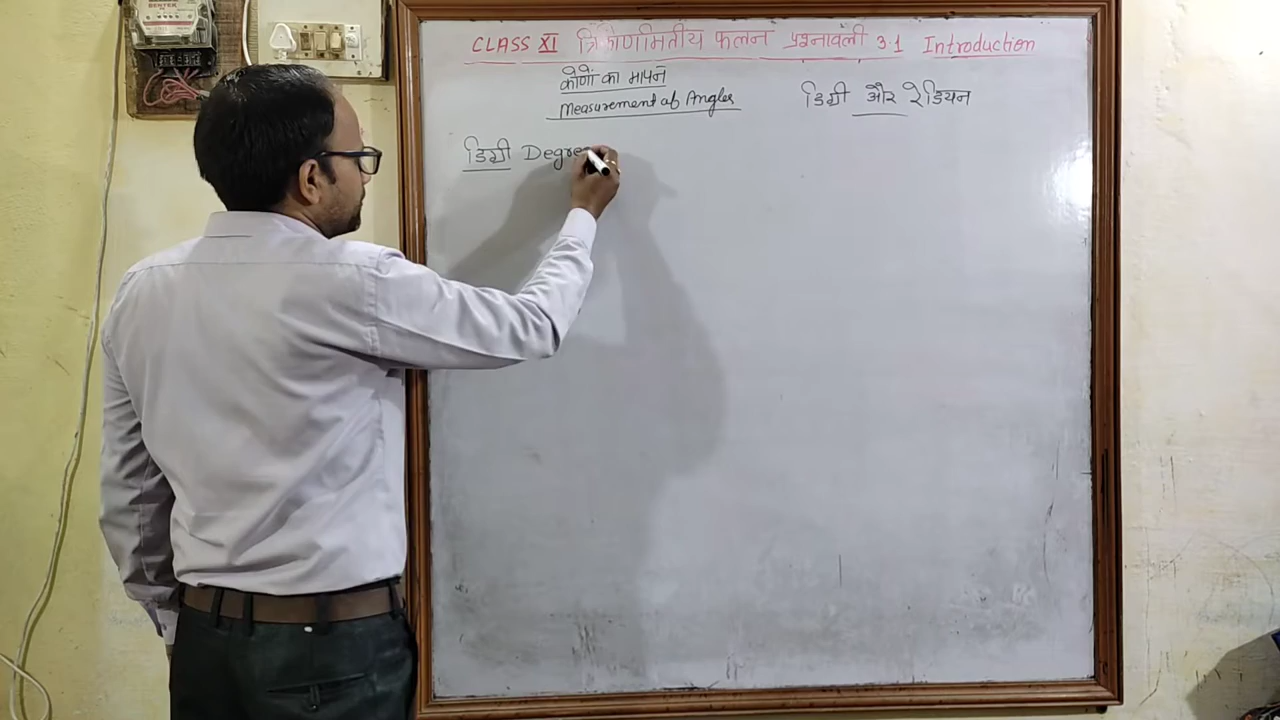 CLASS XI त्रिकोणमितीय फलन प्रश्नावली 3.1 Introduction
कोणों का मापन
Measurement of Angles
डिग्री और रेडियन
डिग्री Degree